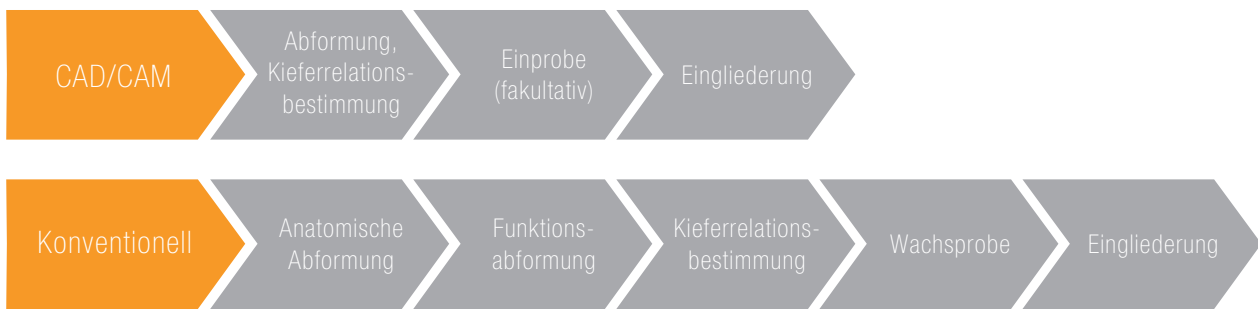 CAD/CAM
Abformung,
Kieferrelations-
bestimmung
Einprobe
(fakultativ)
Eingliederung
Konventionell
Anatomische
Abformung
Funktions-
abformung
Kieferrelations-
bestimmung
Wachsprobe
Eingliederung